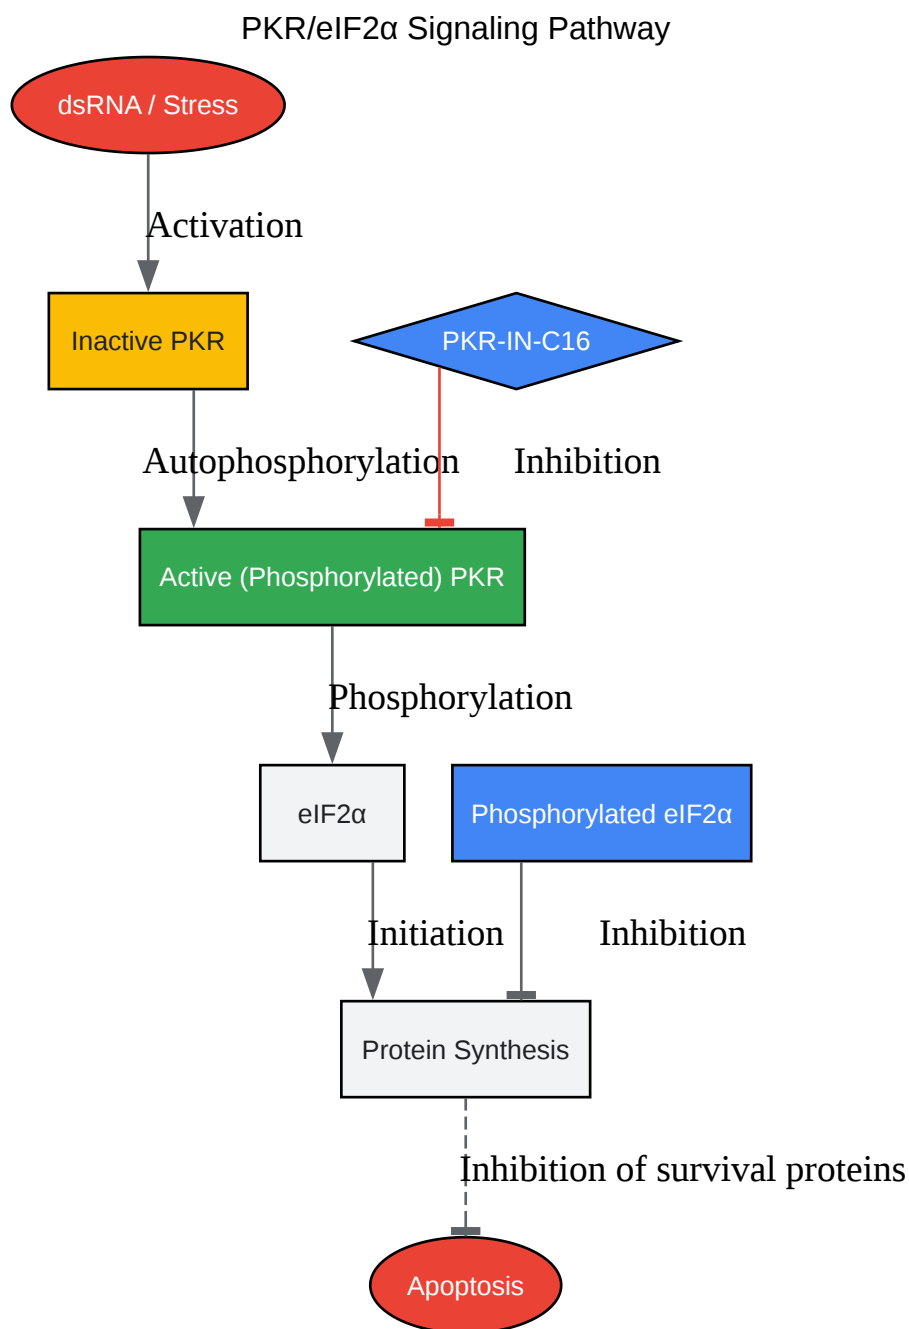 PKR/eIF2α Signaling Pathway
dsRNA / Stress
Activation
Inactive PKR
PKR-IN-C16
Autophosphorylation
Inhibition
Active (Phosphorylated) PKR
Phosphorylation
eIF2α
Phosphorylated eIF2α
Initiation
Inhibition
Protein Synthesis
Inhibition of survival proteins
Apoptosis